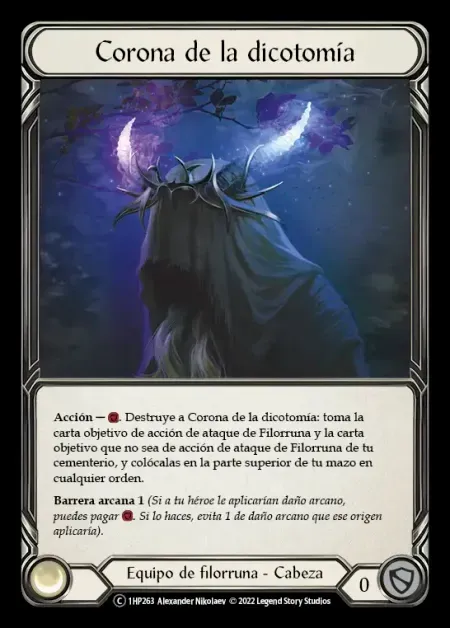 Corona de la dicotomía
Acción — . Destruye a Corona de la dicotomía: toma la
carta objetivo de acción de ataque de Filorruna y la carta
objetivo que no sea de acción de ataque de Filorruna de tu
cementerio, y colócalas en la parte superior de tu mazo en
cualquier orden.
Barrera arcana 1 (Si a tu héroe le aplicarían daño arcano,
puedes pagar . Si lo haces, evita 1 de daño arcano que ese origen
aplicaría).
Equipo de filorruna - Cabeza
0
C 1HP263 Alexander Nikolaev © 2022 Legend Story Studios